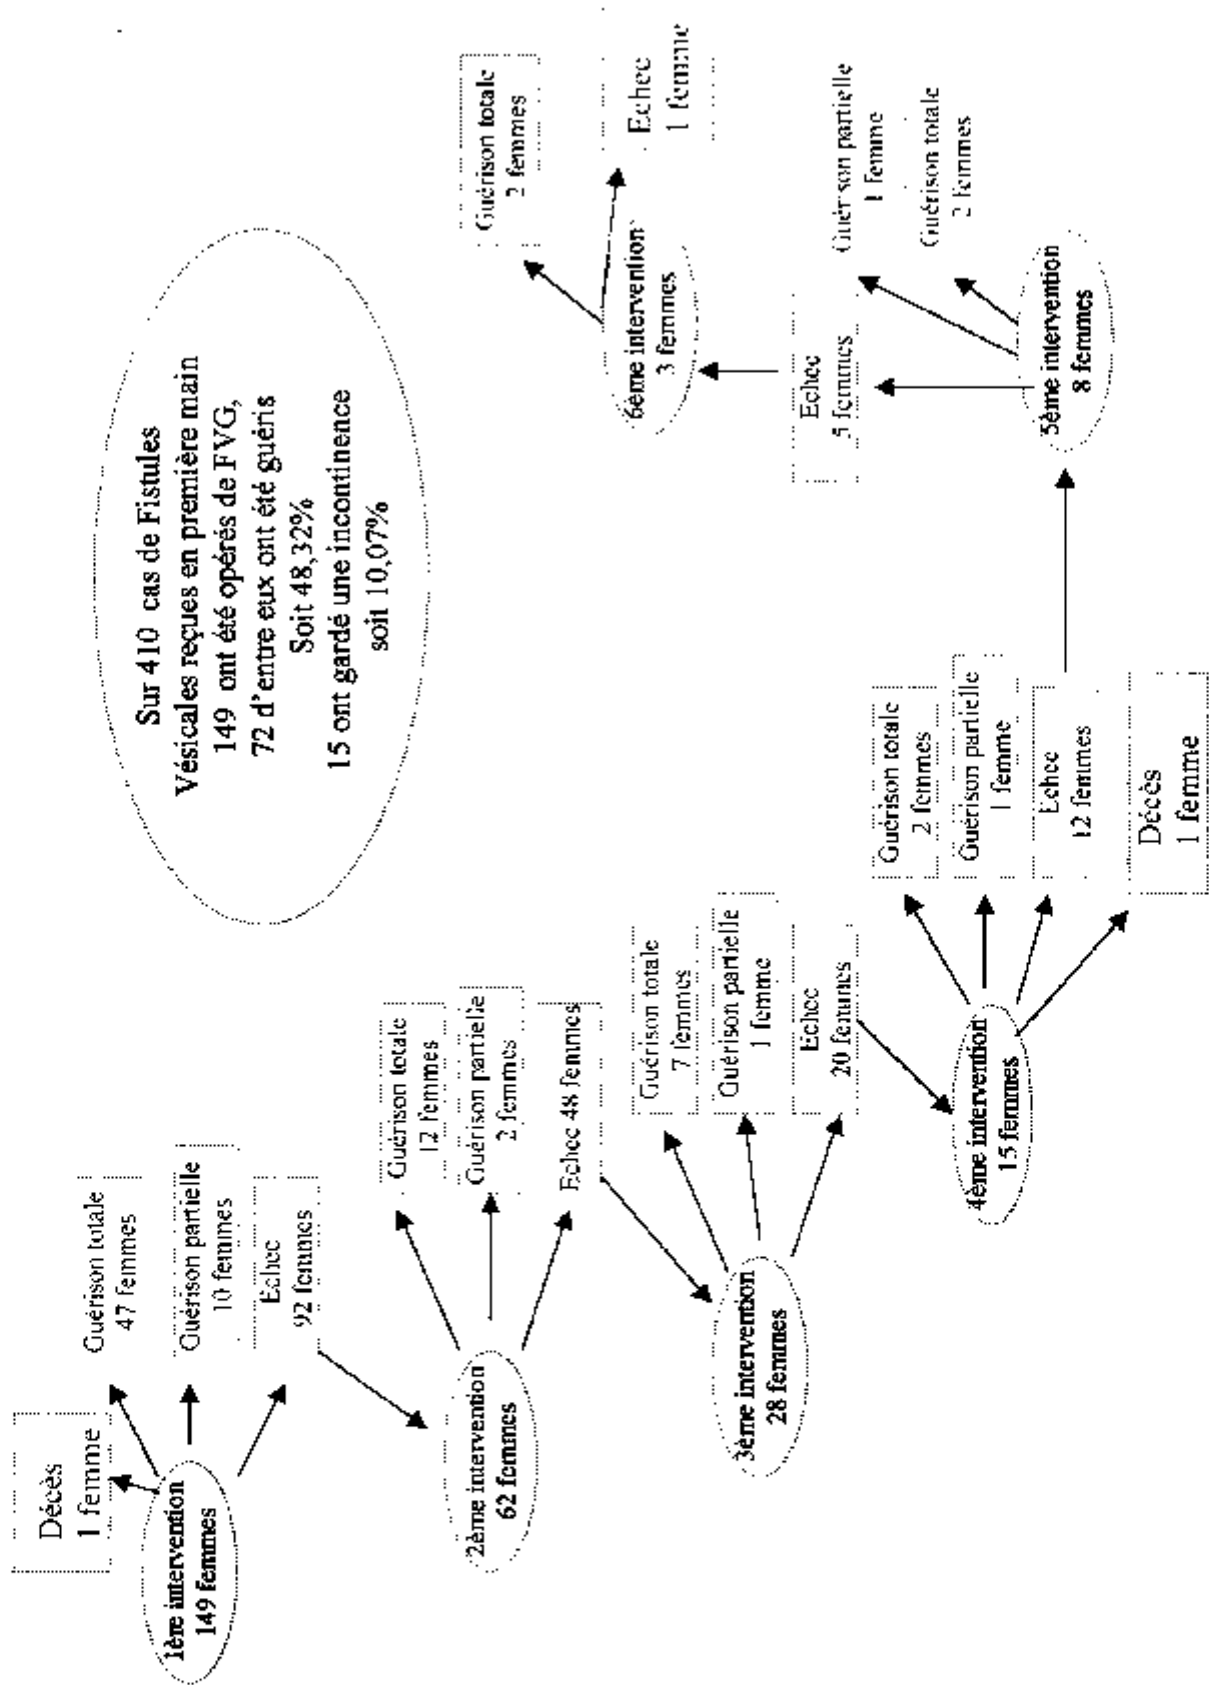 Sur 410 cas de Fistules
Vésicales reçues en première main
149 ont été opérés de FVG,
72 d'entre eux ont été guéris
Soit 48,32%
15 ont gardé une incontinence
soit 10,07%
Décès
1 femme
1ère intervention
149 femmes
Guérison totale
47 femmes
Guérison partielle
10 femmes
Echec
92 femmes
2ème intervention
62 femmes
Guérison totale
12 femmes
Guérison partielle
2 femmes
Echec 48 femmes
3ème intervention
28 femmes
Guérison totale
7 femmes
Guérison partielle
1 femme
Echec
20 femmes
4ème intervention
15 femmes
Guérison totale
2 femmes
Guérison partielle
1 femme
Echec
12 femmes
Décès
1 femme
5ème intervention
8 femmes
Echec
5 femmes
Guérison partielle
1 femme
Guérison totale
2 femmes
6ème intervention
3 femmes
Guérison totale
2 femmes
Echec
1 femme